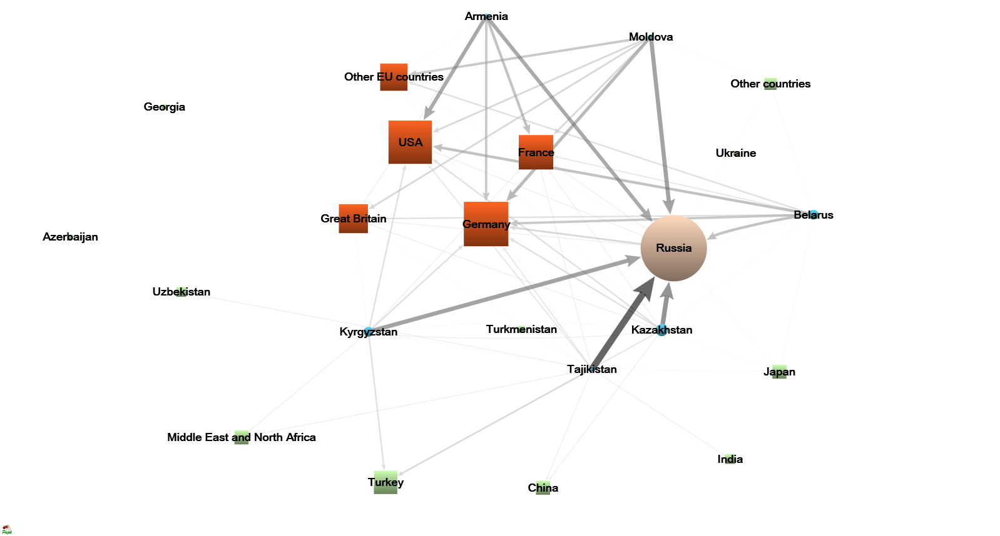 Armenia
Moldova
Other EU countries
Other countries
Georgia
USA
France
Ukraine
Great Britain
Germany
Belarus
Azerbaijan
Russia
Uzbekistan
Kyrgyzstan
Turkmenistan
Kazakhstan
Tajikistan
Japan
Middle East and North Africa
India
Turkey
China
Pajek